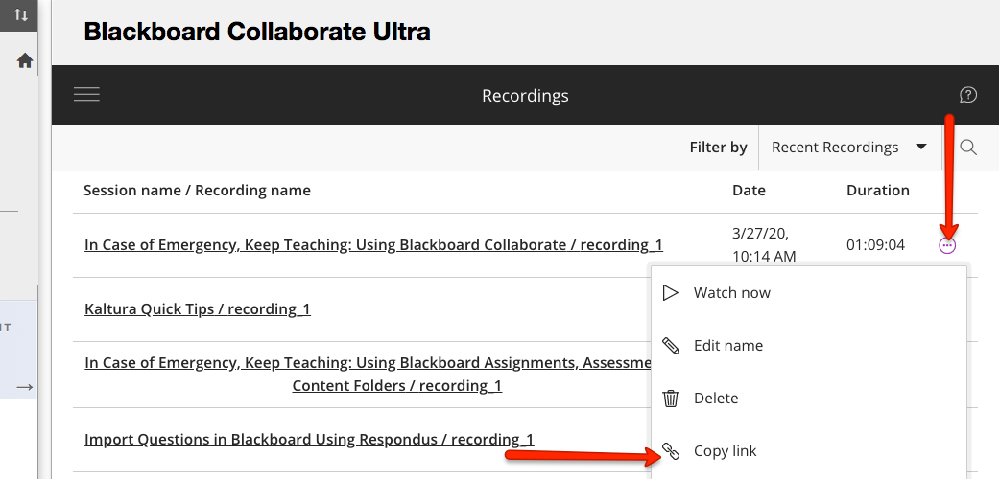 Blackboard Collaborate Ultra
Recordings
Filter by Recent Recordings
Session name / Recording name Date Duration
In Case of Emergency, Keep Teaching: Using Blackboard Collaborate / recording_1
3/27/20,
10:14 AM
01:09:04
Watch now
Kaltura Quick Tips / recording_1
Edit name
In Case of Emergency, Keep Teaching: Using Blackboard Assignments, Assessme
Content Folders / recording_1
Delete
Import Questions in Blackboard Using Respondus / recording_1
Copy link